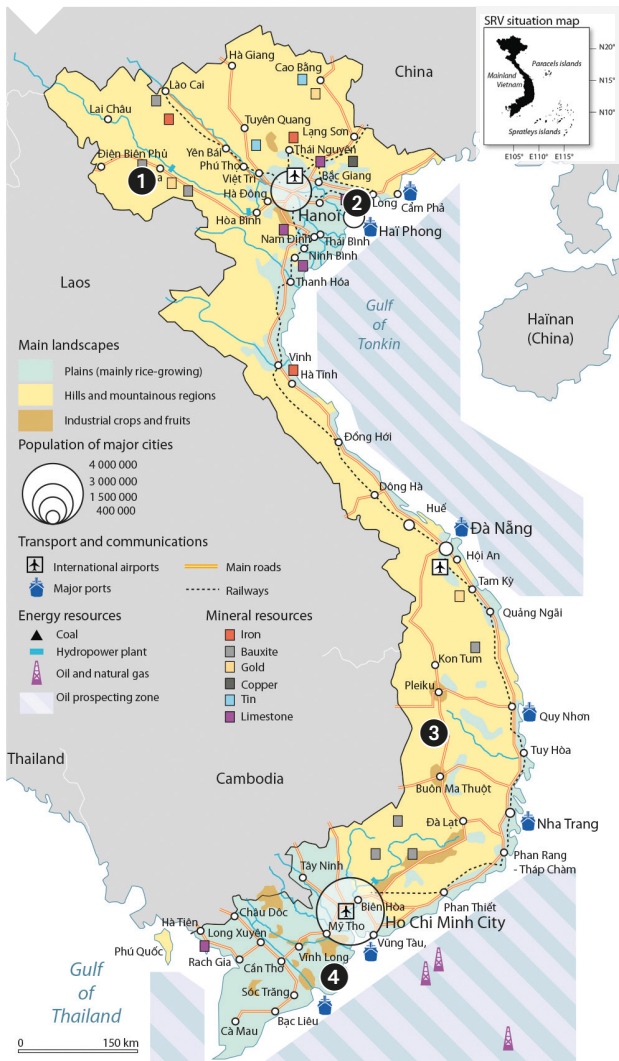 SRV situation map
Paracels islands
Mainland
Vietnam
Spratleys islands
N20°
N15°
N10°
E105° E110° E115°
China
Hà Giang
Cao Bằng
Lào Cai
Lai Châu
Tuyên Quang
Lạng Sơn
Điện Biên Phủ
Yên Bái
Thái Nguyên
Phú Thọ
Việt Trì
Bắc Giang
1
2
Hà Đông
Hanoï
Long
Cẩm Phả
Hòa Bình
Haï Phong
Nam Định
Thái Bình
Ninh Bình
Thanh Hóa
Laos
Gulf
of
Tonkin
Haïnan
(China)
Main landscapes
Plains (mainly rice-growing)
Hills and mountainous regions
Industrial crops and fruits
Vinh
Hà Tĩnh
Population of major cities
4 000 000
3 000 000
1 500 000
400 000
Đồng Hới
Dông Hà
Huế
Đà Nẵng
Hội An
Tam Kỳ
Quảng Ngãi
Transport and communications
International airports
Main roads
Major ports
Railways
Energy resources
Coal
Hydropower plant
Oil and natural gas
Oil prospecting zone
Mineral resources
Iron
Bauxite
Gold
Copper
Tin
Limestone
Kon Tum
Pleiku
Quy Nhơn
3
Tuy Hòa
Thailand
Cambodia
Buôn Ma Thuột
Đà Lạt
Nha Trang
Tây Ninh
Phan Rang
- Tháp Chàm
Biên Hòa
Phan Thiết
Ho Chi Minh City
Châu Dốc
Hà Tiên
Long Xuyên
Mỹ Tho
Vũng Tàu,
Phú Quốc
Rach Gia
Cần Thơ
Vĩnh Long
4
Gulf
of
Thailand
Sóc Trăng
Bạc Liêu
Cà Mau
0 150 km